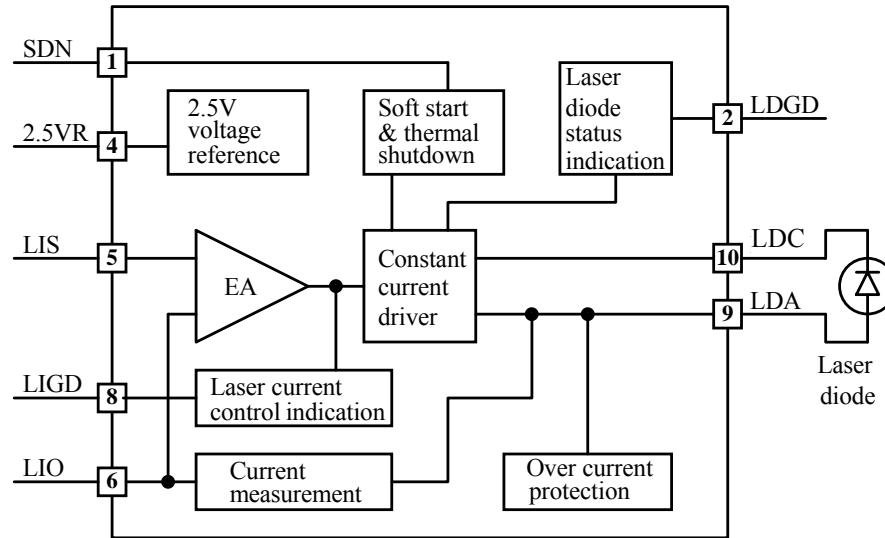 SDN
1
2.5VR
4
2.5V
voltage
reference
Soft start
& thermal
shutdown
Laser
diode
status
indication
2
LDGD
LIS
5
EA
Constant
current
driver
10
LDC
9
LDA
Laser
diode
LIGD
8
Laser current
control indication
LIO
6
Current
measurement
Over current
protection